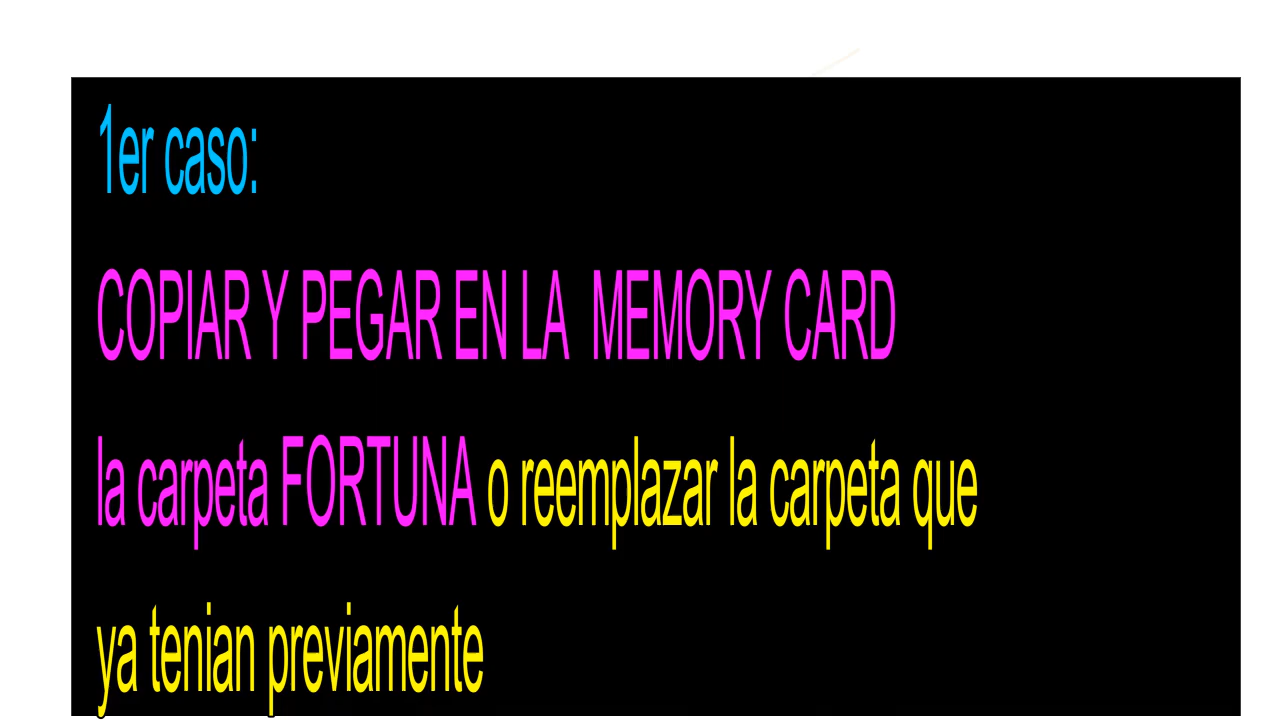 1er caso:
COPIAR Y PEGAR EN LA  MEMORY CARD
la carpeta FORTUNA o reemplazar la carpeta que
ya tenian previamente